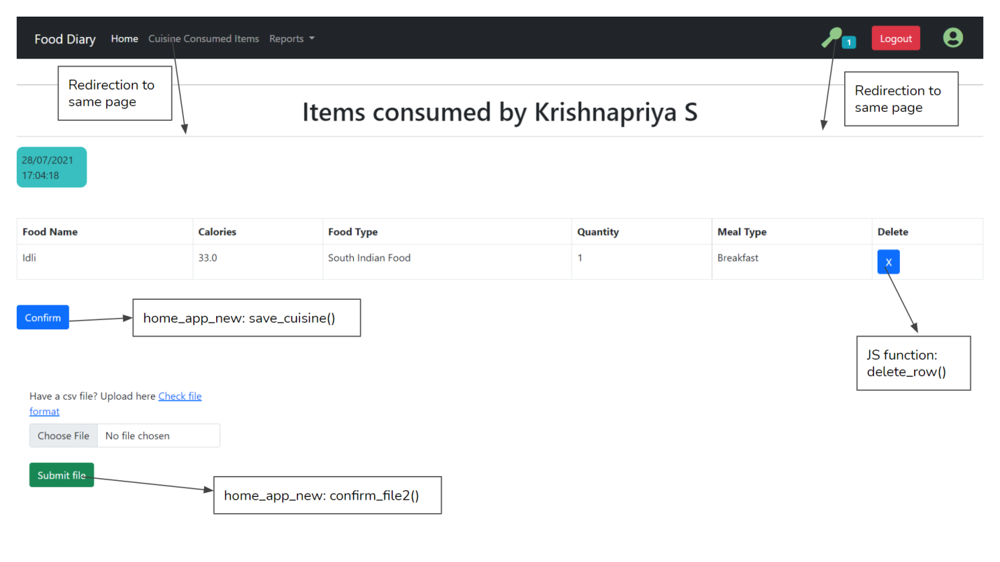 Food Diary Home Cuisine Consumed Items Reports 1 Logout
Redirection to
same page
Redirection to
same page
Items consumed by Krishnapriya S
28/07/2021
17:04:18
Food Name Calories Food Type Quantity Meal Type Delete
Idli 33.0 South Indian Food 1 Breakfast X
Confirm
home_app_new: save_cuisine()
JS function:
delete_row()
Have a csv file? Upload here Check file
format
Choose File No file chosen
Submit file
home_app_new: confirm_file2()